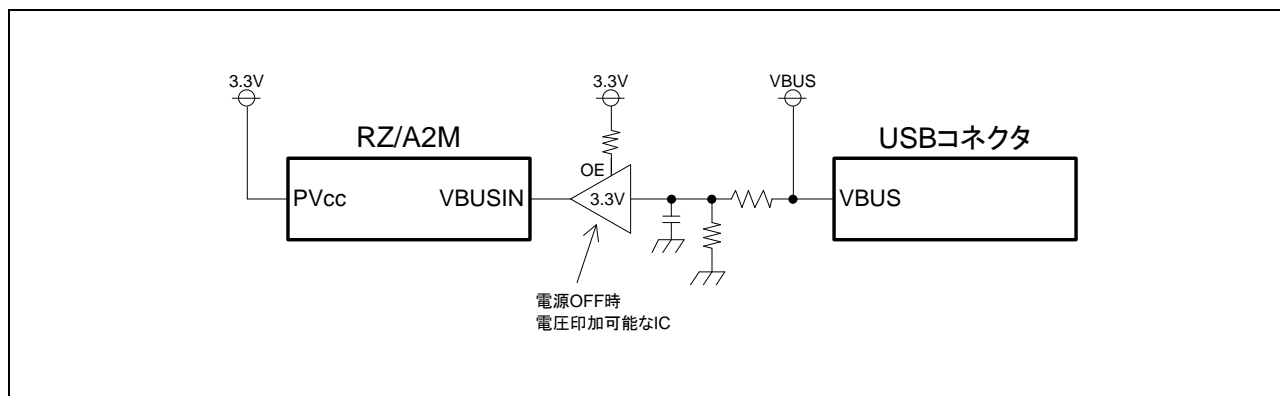 3.3V
3.3V
VBUS
RZ/A2M
USBコネクタ
OE
PVcc
VBUSIN
3.3V
VBUS
電源OFF時
電圧印加可能なIC